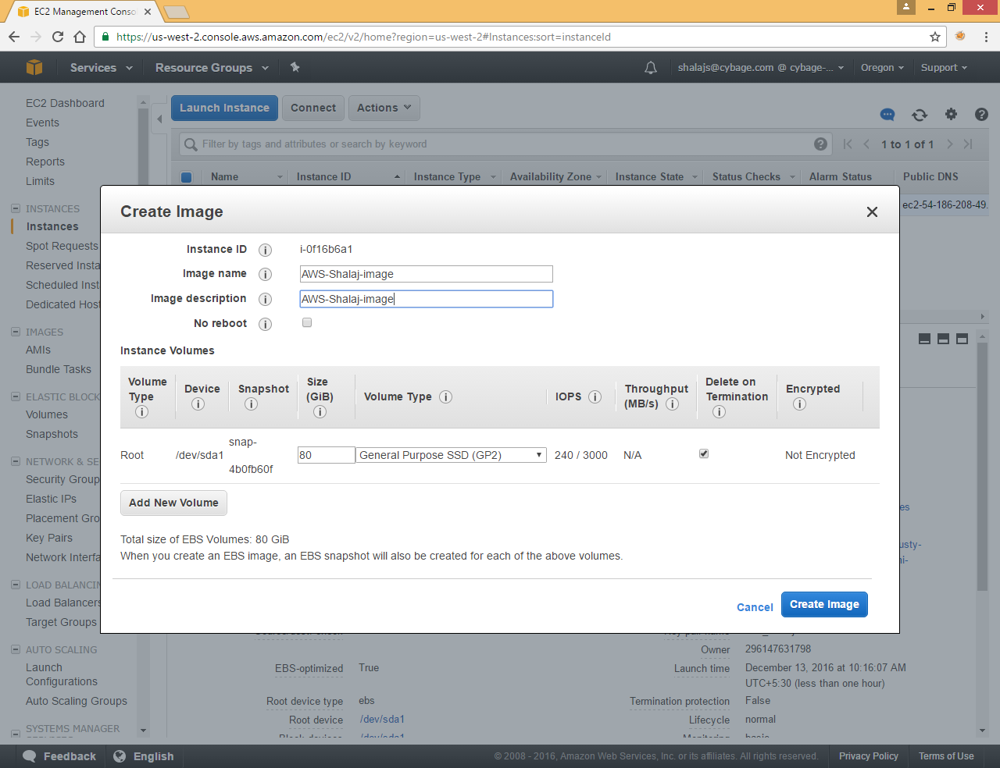 EC2 Management Conso
https://us-west-2.console.aws.amazon.com/ec2/v2/home?region=us-west-2#Instances:sort=instanceId
Services Resource Groups shalajs@cybage.com @ cybage-... Oregon Support
EC2 Dashboard
Events
Tags
Reports
Limits
INSTANCES
Instances
Spot Requests
Reserved Insta
Scheduled Inst
Dedicated Host
IMAGES
AMIs
Bundle Tasks
ELASTIC BLOCK
Volumes
Snapshots
NETWORK & SE
Security Group
Elastic IPs
Placement Gro
Key Pairs
Network Interfa
LOAD BALANCIN
Load Balancers
Target Groups
AUTO SCALING
Launch
Configurations
Auto Scaling Groups
SYSTEMS MANAGER
Launch Instance Connect Actions
Filter by tags and attributes or search by keyword
1 to 1 of 1
Name Instance ID Instance Type Availability Zone Instance State Status Checks Alarm Status Public DNS
ec2-54-186-208-49.
Create Image
Instance ID i-0f16b6a1
Image name AWS-Shalaj-image
Image description AWS-Shalaj-image
No reboot
Instance Volumes
Volume Type Device Snapshot Size (GiB) Volume Type IOPS Throughput (MB/s) Delete on Termination Encrypted
Root /dev/sda1 snap-4b0fb60f 80 General Purpose SSD (GP2) 240 / 3000 N/A Not Encrypted
Add New Volume
Total size of EBS Volumes: 80 GiB
When you create an EBS image, an EBS snapshot will also be created for each of the above volumes.
Cancel Create Image
es
usty-
ni-
Owner 296147631798
EBS-optimized True
Launch time December 13, 2016 at 10:16:07 AM
UTC+5:30 (less than one hour)
Root device type ebs
Termination protection False
Root device /dev/sda1
Lifecycle normal
Block devices /dev/sda1
Monitoring basic
Feedback English
© 2008 - 2016, Amazon Web Services, Inc. or its affiliates. All rights reserved. Privacy Policy Terms of Use